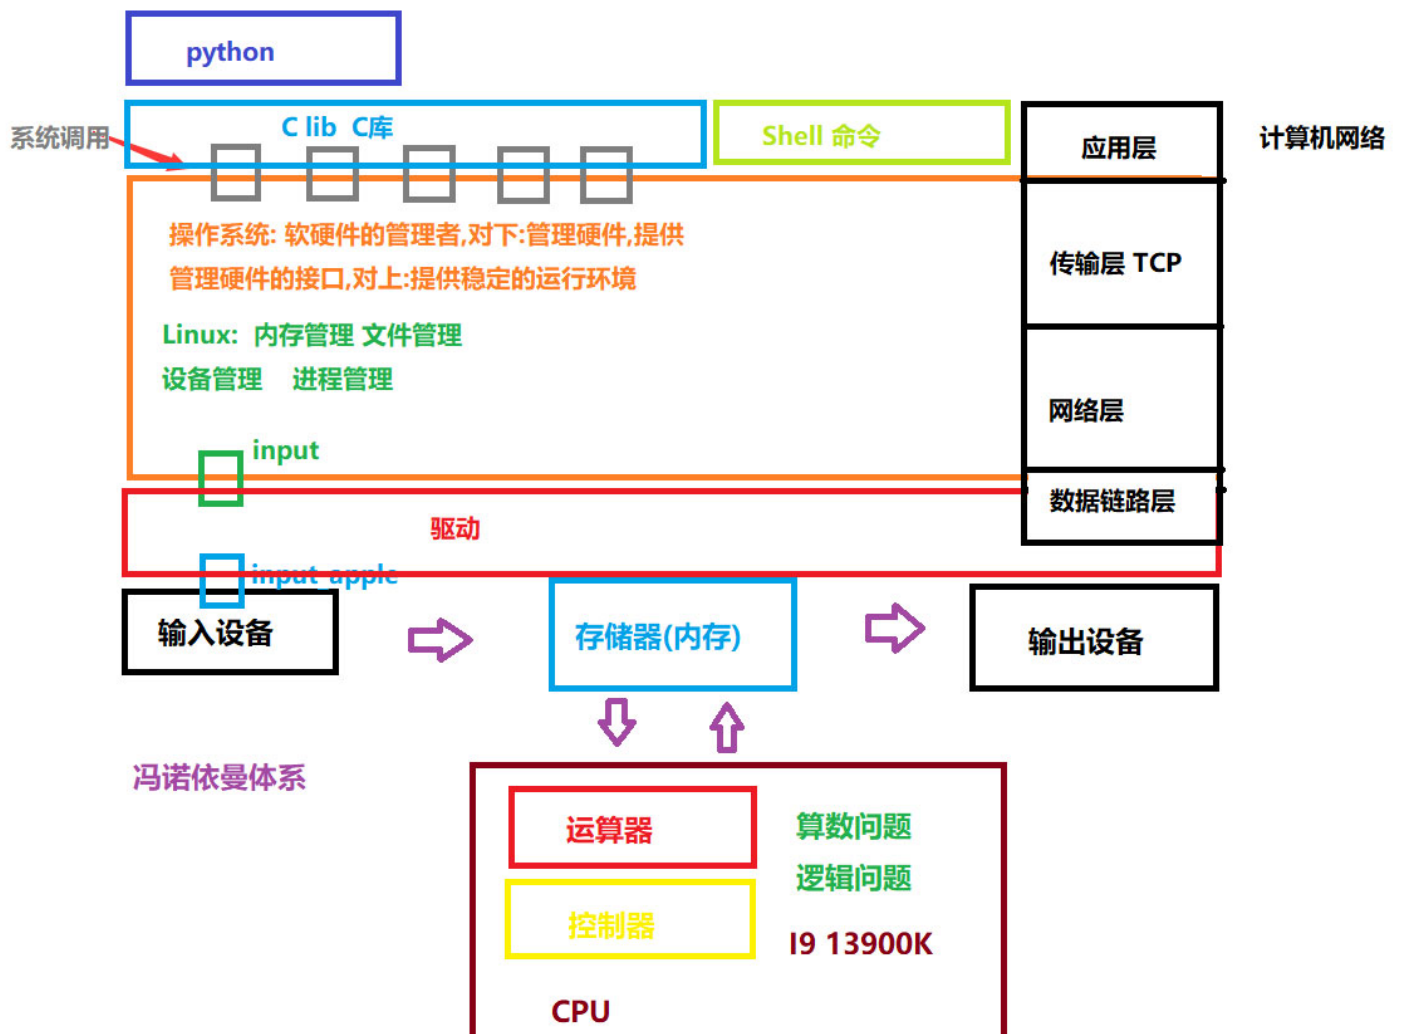 python
系统调用
C lib  C库
Shell 命令
应用层
计算机网络
操作系统: 软硬件的管理者,对下:管理硬件,提供
管理硬件的接口,对上:提供稳定的运行环境
传输层 TCP
Linux:  内存管理 文件管理
设备管理    进程管理
网络层
input
数据链路层
驱动
input_apple
输入设备
存储器(内存)
输出设备
冯诺依曼体系
运算器
算数问题
逻辑问题
控制器
I9 13900K
CPU